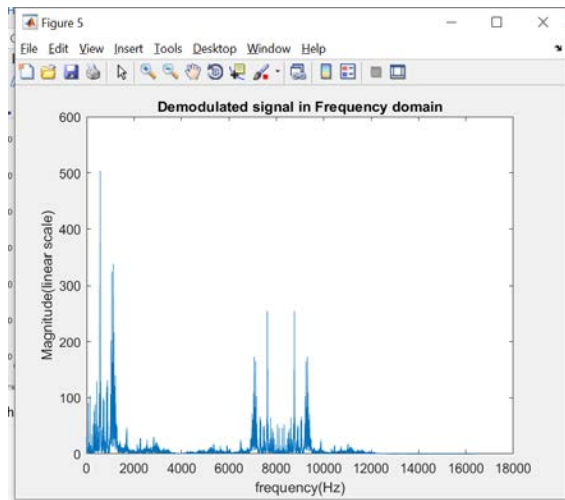 Figure 5
File Edit View Insert Tools Desktop Window Help
Demodulated signal in Frequency domain
600
500
400
300
200
100
0
Magnitude(linear scale)
0 2000 4000 6000 8000 10000 12000 14000 16000 18000
frequency(Hz)